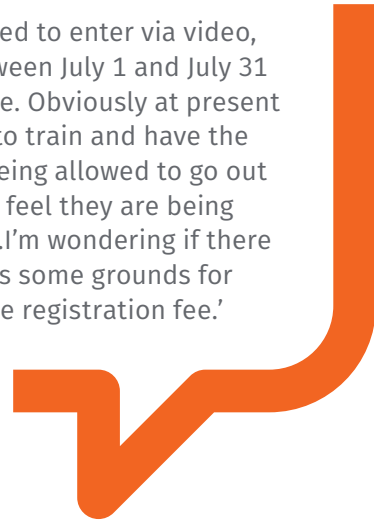 ed to enter via video,
ween July 1 and July 31
e. Obviously at present
to train and have the
eing allowed to go out
feel they are being
.I’m wondering if there
s some grounds for
e registration fee.’